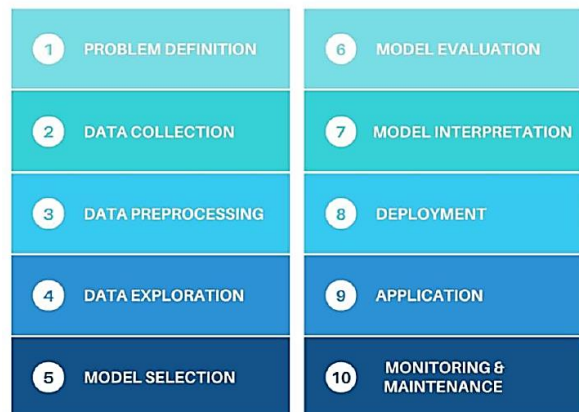 1 PROBLEM DEFINITION
2 DATA COLLECTION
3 DATA PREPROCESSING
4 DATA EXPLORATION
5 MODEL SELECTION
6 MODEL EVALUATION
7 MODEL INTERPRETATION
8 DEPLOYMENT
9 APPLICATION
10 MONITORING &
MAINTENANCE